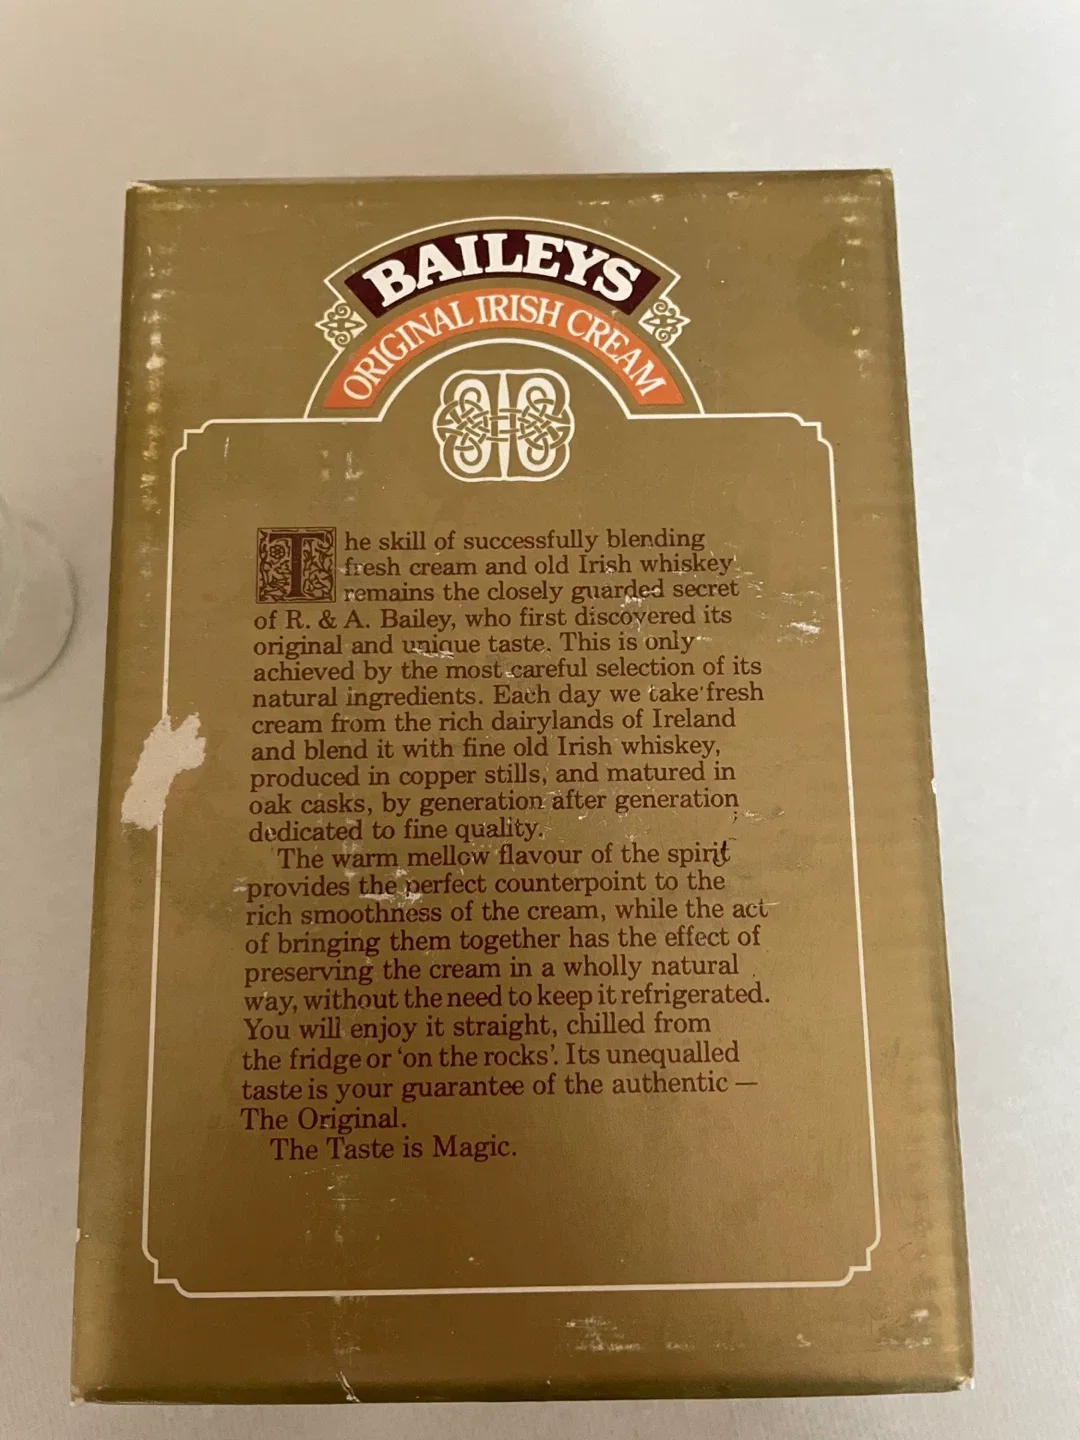 BAILEYS
ORIGINAL IRISH CREAM
The skill of successfully blending
fresh cream and old Irish whiskey
remains the closely guarded secret
of R. & A. Bailey, who first discovered its
original and unique taste. This is only
achieved by the most careful selection of its
natural ingredients. Each day we take fresh
cream from the rich dairylands of Ireland
and blend it with fine old Irish whiskey,
produced in copper stills, and matured in
oak casks, by generation after generation
dedicated to fine quality.
The warm mellow flavour of the spirit
provides the perfect counterpoint to the
rich smoothness of the cream, while the act
of bringing them together has the effect of
preserving the cream in a wholly natural
way, without the need to keep it refrigerated.
You will enjoy it straight, chilled from
the fridge or ‘on the rocks’. Its unequalled
taste is your guarantee of the authentic —
The Original.
The Taste is Magic.